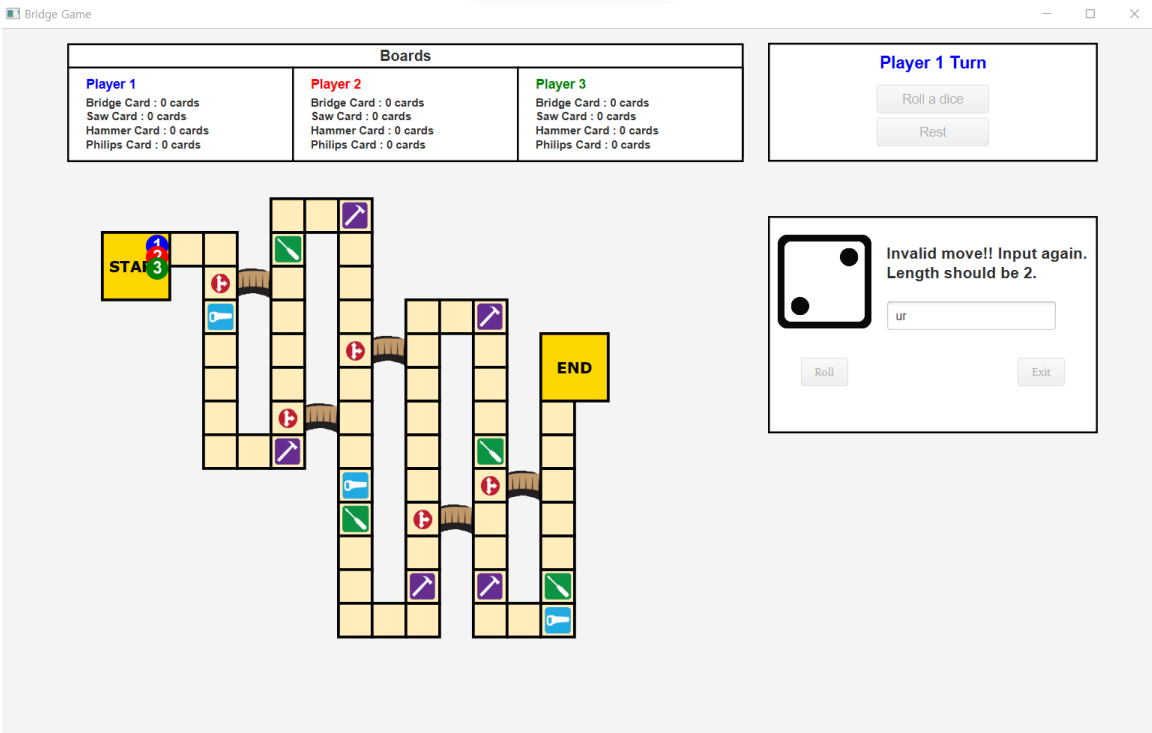 Bridge Game
Boards
Player 1
Bridge Card : 0 cards
Saw Card : 0 cards
Hammer Card : 0 cards
Philips Card : 0 cards
Player 2
Bridge Card : 0 cards
Saw Card : 0 cards
Hammer Card : 0 cards
Philips Card : 0 cards
Player 3
Bridge Card : 0 cards
Saw Card : 0 cards
Hammer Card : 0 cards
Philips Card : 0 cards
Player 1 Turn
Roll a dice
Rest
Invalid move!! Input again.
Length should be 2.
ur
Roll
Exit
1
2
3
STA
END